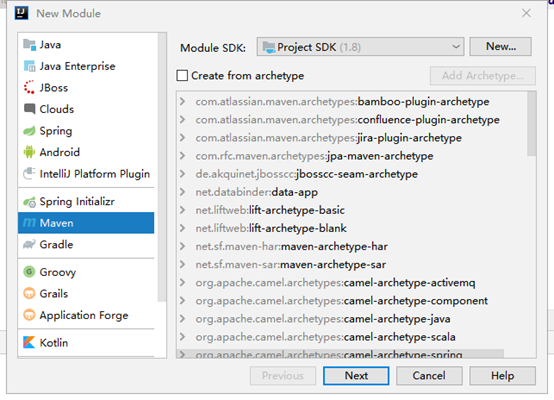 New Module
Java
Java Enterprise
JBoss
Clouds
Spring
Android
IntelliJ Platform Plugin
Spring Initializr
Maven
Gradle
Groovy
Grails
Application Forge
Kotlin
Module SDK: Project SDK (1.8) New...
Create from archetype Add Archetype...
com.atlassian.maven.archetypes:bamboo-plugin-archetype
com.atlassian.maven.archetypes:confluence-plugin-archetype
com.atlassian.maven.archetypes:jira-plugin-archetype
com.rfc.maven.archetypes:jpa-maven-archetype
de.akquinet.jbosscc:jbosscc-seam-archetype
net.databinder:data-app
net.liftweb:lift-archetype-basic
net.liftweb:lift-archetype-blank
net.sf.maven-har:maven-archetype-har
net.sf.maven-sar:maven-archetype-sar
org.apache.camel.archetypes:camel-archetype-activemq
org.apache.camel.archetypes:camel-archetype-component
org.apache.camel.archetypes:camel-archetype-java
org.apache.camel.archetypes:camel-archetype-scala
org.apache.camel.archetypes:camel-archetype-spring
Previous Next Cancel Help